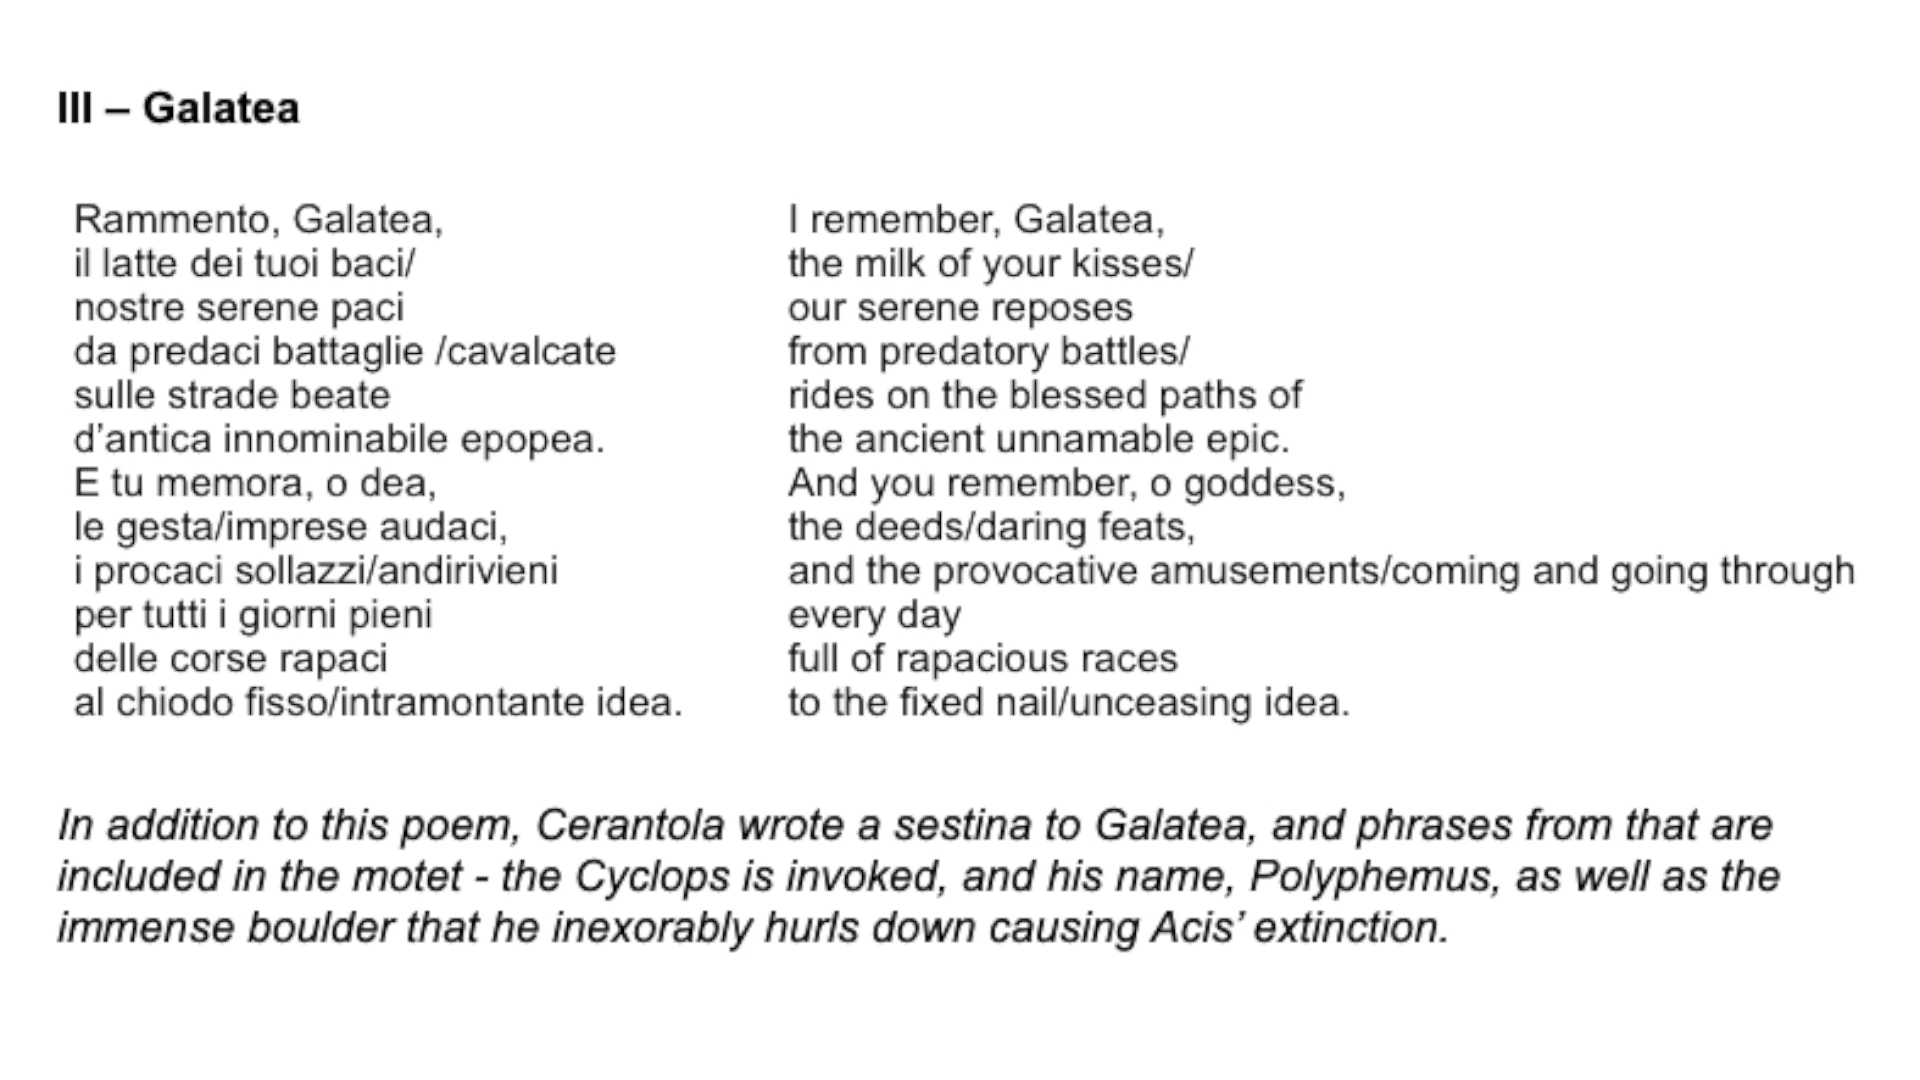 III – Galatea
Rammento, Galatea,
il latte dei tuoi baci/
nostre serene paci
da predaci battaglie /cavalcate
sulle strade beate
d’antica innominabile epopea.
E tu memora, o dea,
le gesta/imprese audaci,
i procaci sollazzi/andirivieni
per tutti i giorni pieni
delle corse rapaci
al chiodo fisso/intramontante idea.
I remember, Galatea,
the milk of your kisses/
our serene reposes
from predatory battles/
rides on the blessed paths of
the ancient unnamable epic.
And you remember, o goddess,
the deeds/daring feats,
and the provocative amusements/coming and going through
every day
full of rapacious races
to the fixed nail/unceasing idea.
In addition to this poem, Cerantola wrote a sestina to Galatea, and phrases from that are
included in the motet - the Cyclops is invoked, and his name, Polyphemus, as well as the
immense boulder that he inexorably hurls down causing Acis’ extinction.